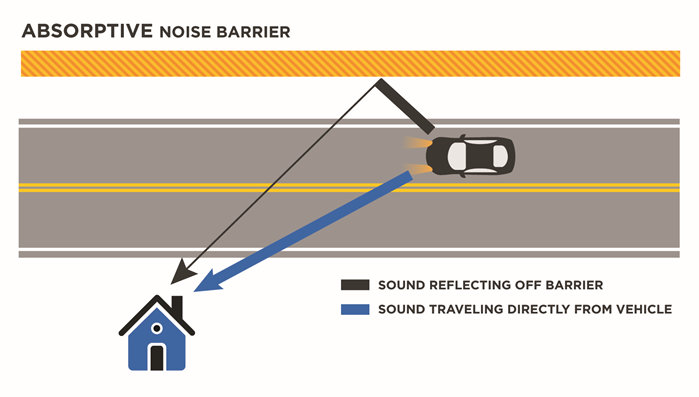 ABSORPTIVE NOISE BARRIER
SOUND REFLECTING OFF BARRIER
SOUND TRAVELING DIRECTLY FROM VEHICLE